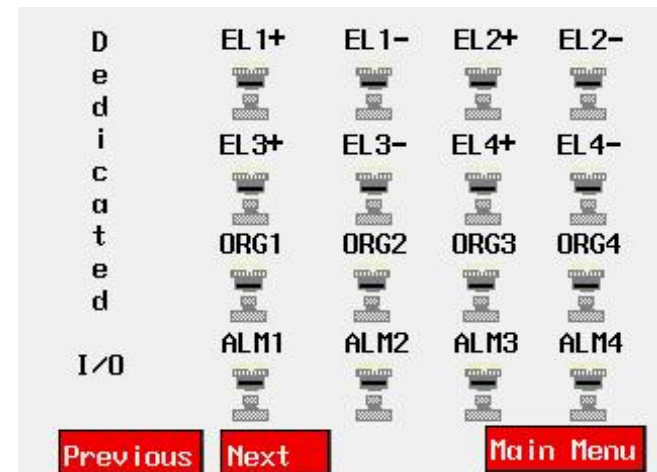 Dedicated
I/O
EL1+ EL1- EL2+ EL2-
EL3+ EL3- EL4+ EL4-
ORG1 ORG2 ORG3 ORG4
ALM1 ALM2 ALM3 ALM4
Previous Next Main Menu